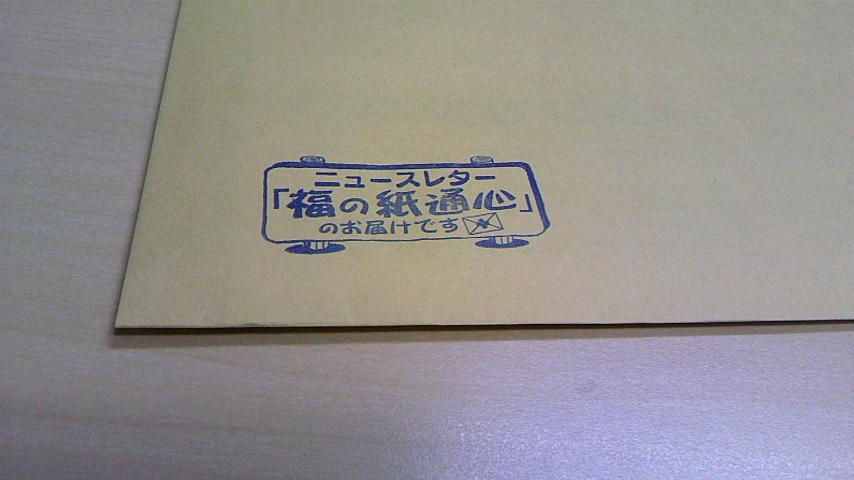 ニュースレター
「福の紙通心」
のお届けです